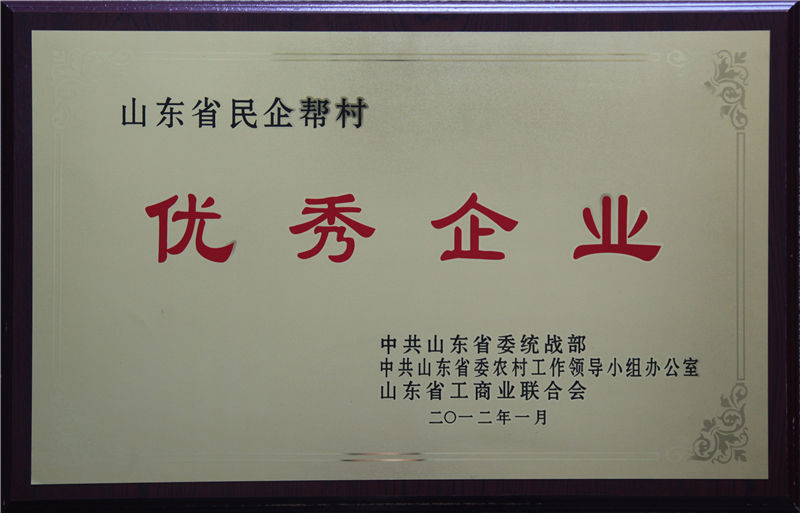 山东省民企帮村
优秀企业
中共山东省委统战部
中共山东省委农村工作领导小组办公室
山东省工商业联合会
二〇一二年一月